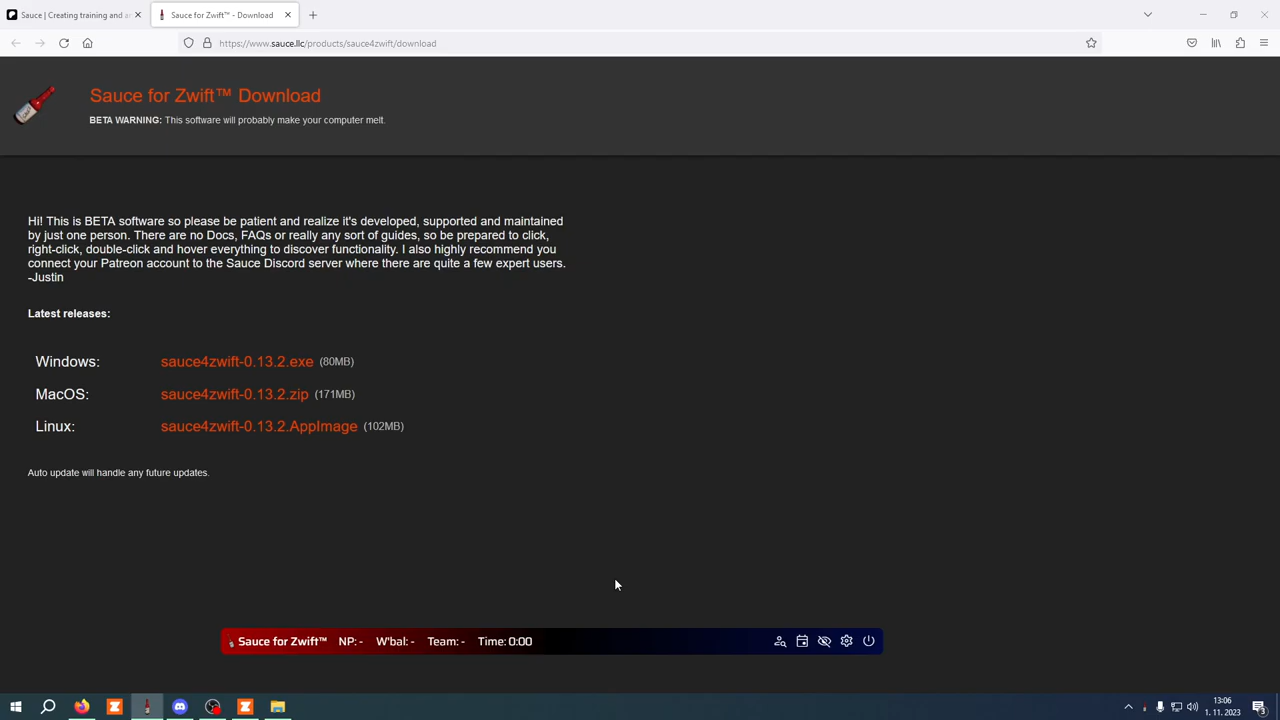 Sauce | Creating training and an
Sauce for Zwift™ - Download
https://www.sauce.llc/products/sauce4zwift/download
Sauce for Zwift™ Download
BETA WARNING: This software will probably make your computer melt.
Hi! This is BETA software so please be patient and realize it's developed, supported and maintained
by just one person. There are no Docs, FAQs or really any sort of guides, so be prepared to click,
right-click, double-click and hover everything to discover functionality. I also highly recommend you
connect your Patreon account to the Sauce Discord server where there are quite a few expert users.
-Justin
Latest releases:
Windows: sauce4zwift-0.13.2.exe (80MB)
MacOS: sauce4zwift-0.13.2.zip (171MB)
Linux: sauce4zwift-0.13.2.AppImage (102MB)
Auto update will handle any future updates.
Sauce for Zwift™ NP: - W'bal: - Team: - Time: 0:00
13:06
1. 11. 2023
3